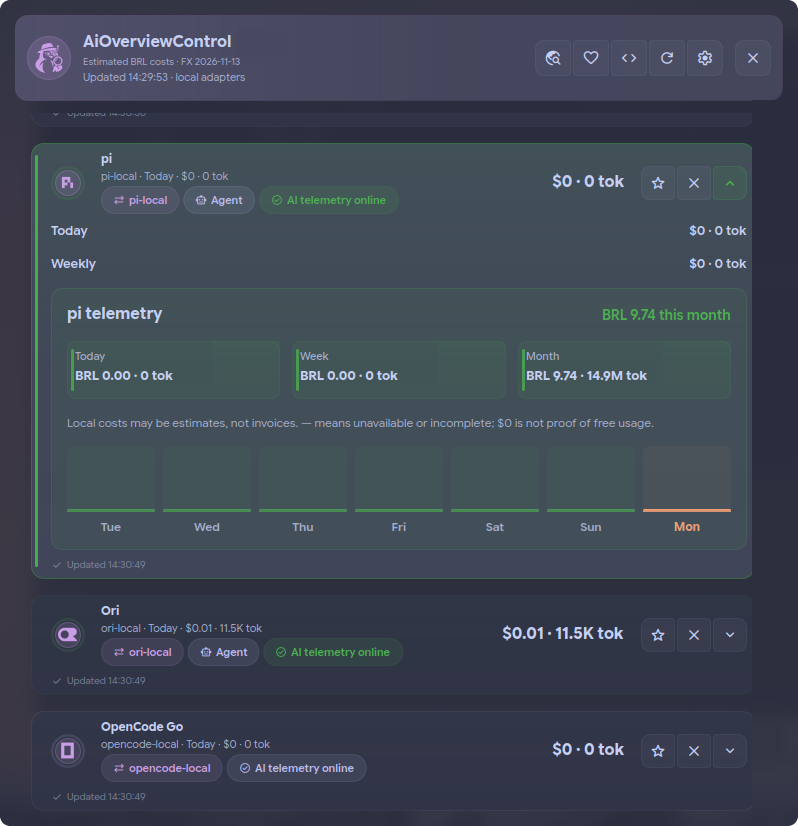 AiOverviewControl
Estimated BRL costs · FX 2026-11-13
Updated 14:29:53 · local adapters
pi
pi-local · Today · $0 · 0 tok
$0 · 0 tok
pi-local
Agent
AI telemetry online
Today
$0 · 0 tok
Weekly
$0 · 0 tok
pi telemetry
BRL 9.74 this month
Today
BRL 0.00 · 0 tok
Week
BRL 0.00 · 0 tok
Month
BRL 9.74 · 14.9M tok
Local costs may be estimates, not invoices. — means unavailable or incomplete; $0 is not proof of free usage.
Tue
Wed
Thu
Fri
Sat
Sun
Mon
Updated 14:30:49
Ori
ori-local · Today · $0.01 · 11.5K tok
$0.01 · 11.5K tok
ori-local
Agent
AI telemetry online
Updated 14:30:49
OpenCode Go
opencode-local · Today · $0 · 0 tok
$0 · 0 tok
opencode-local
AI telemetry online
Updated 14:30:49